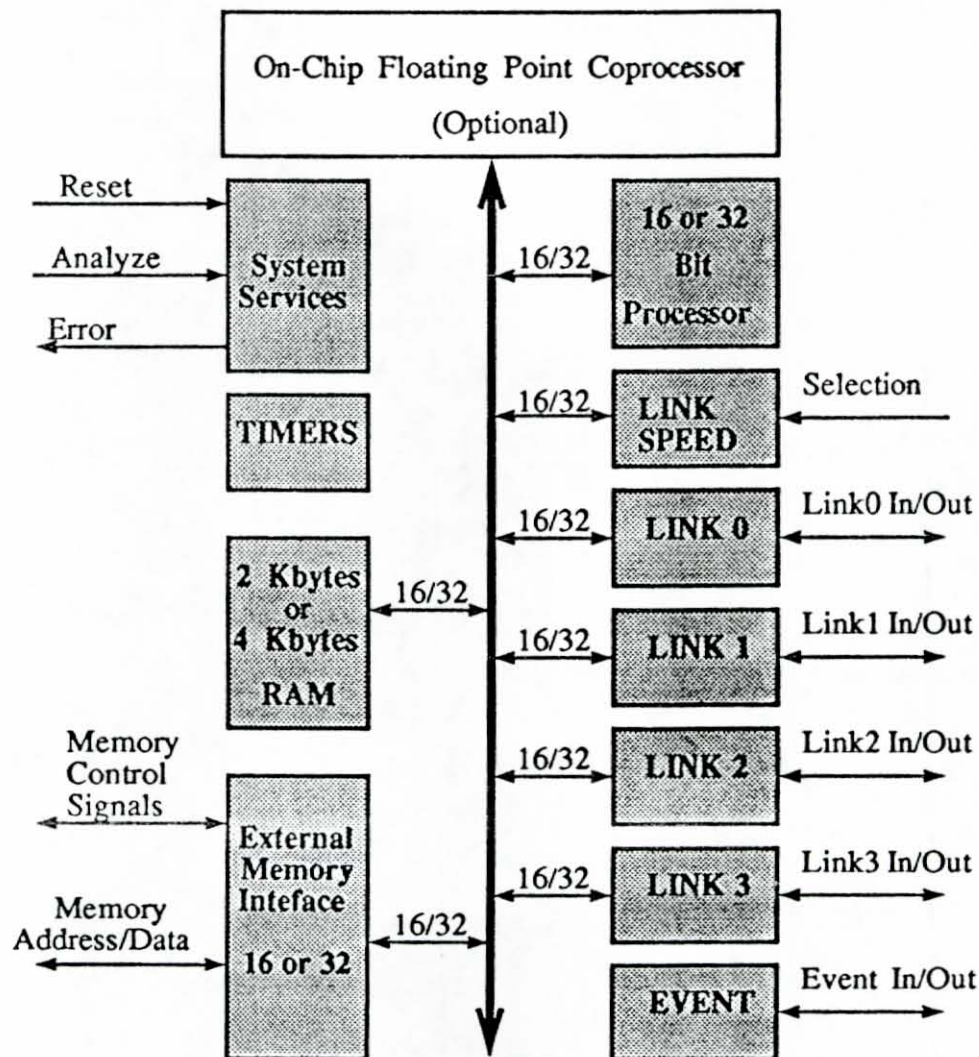 On-Chip Floating Point Coprocessor
(Optional)
Reset
Analyze
Error
System
Services
TIMERS
2 Kbytes
or
4 Kbytes
RAM
16/32
Memory
Control
Signals
Memory
Address/Data
External
Memory
Inteface
16 or 32
16/32
16/32
16 or 32
Bit
Processor
16/32
LINK
SPEED
Selection
16/32
LINK 0
Link0 In/Out
16/32
LINK 1
Link1 In/Out
16/32
LINK 2
Link2 In/Out
16/32
LINK 3
Link3 In/Out
EVENT
Event In/Out